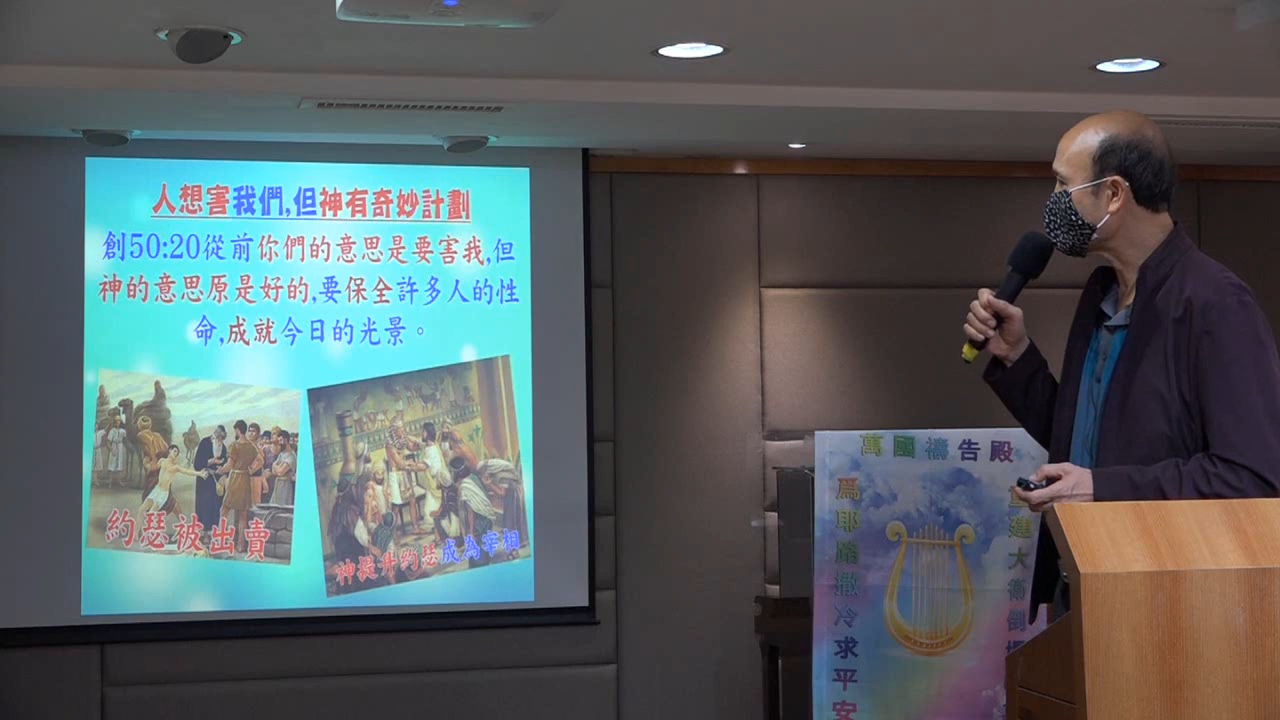 人想害我們,但神有奇妙計劃
創50:20從前你們的意思是要害我,但
神的意思原是好的,要保全許多人的性
命,成就今日的光景。
約瑟被出賣
神提升約瑟成為宰相
萬國禱告殿
為耶路撒冷求平安
建大衛倒